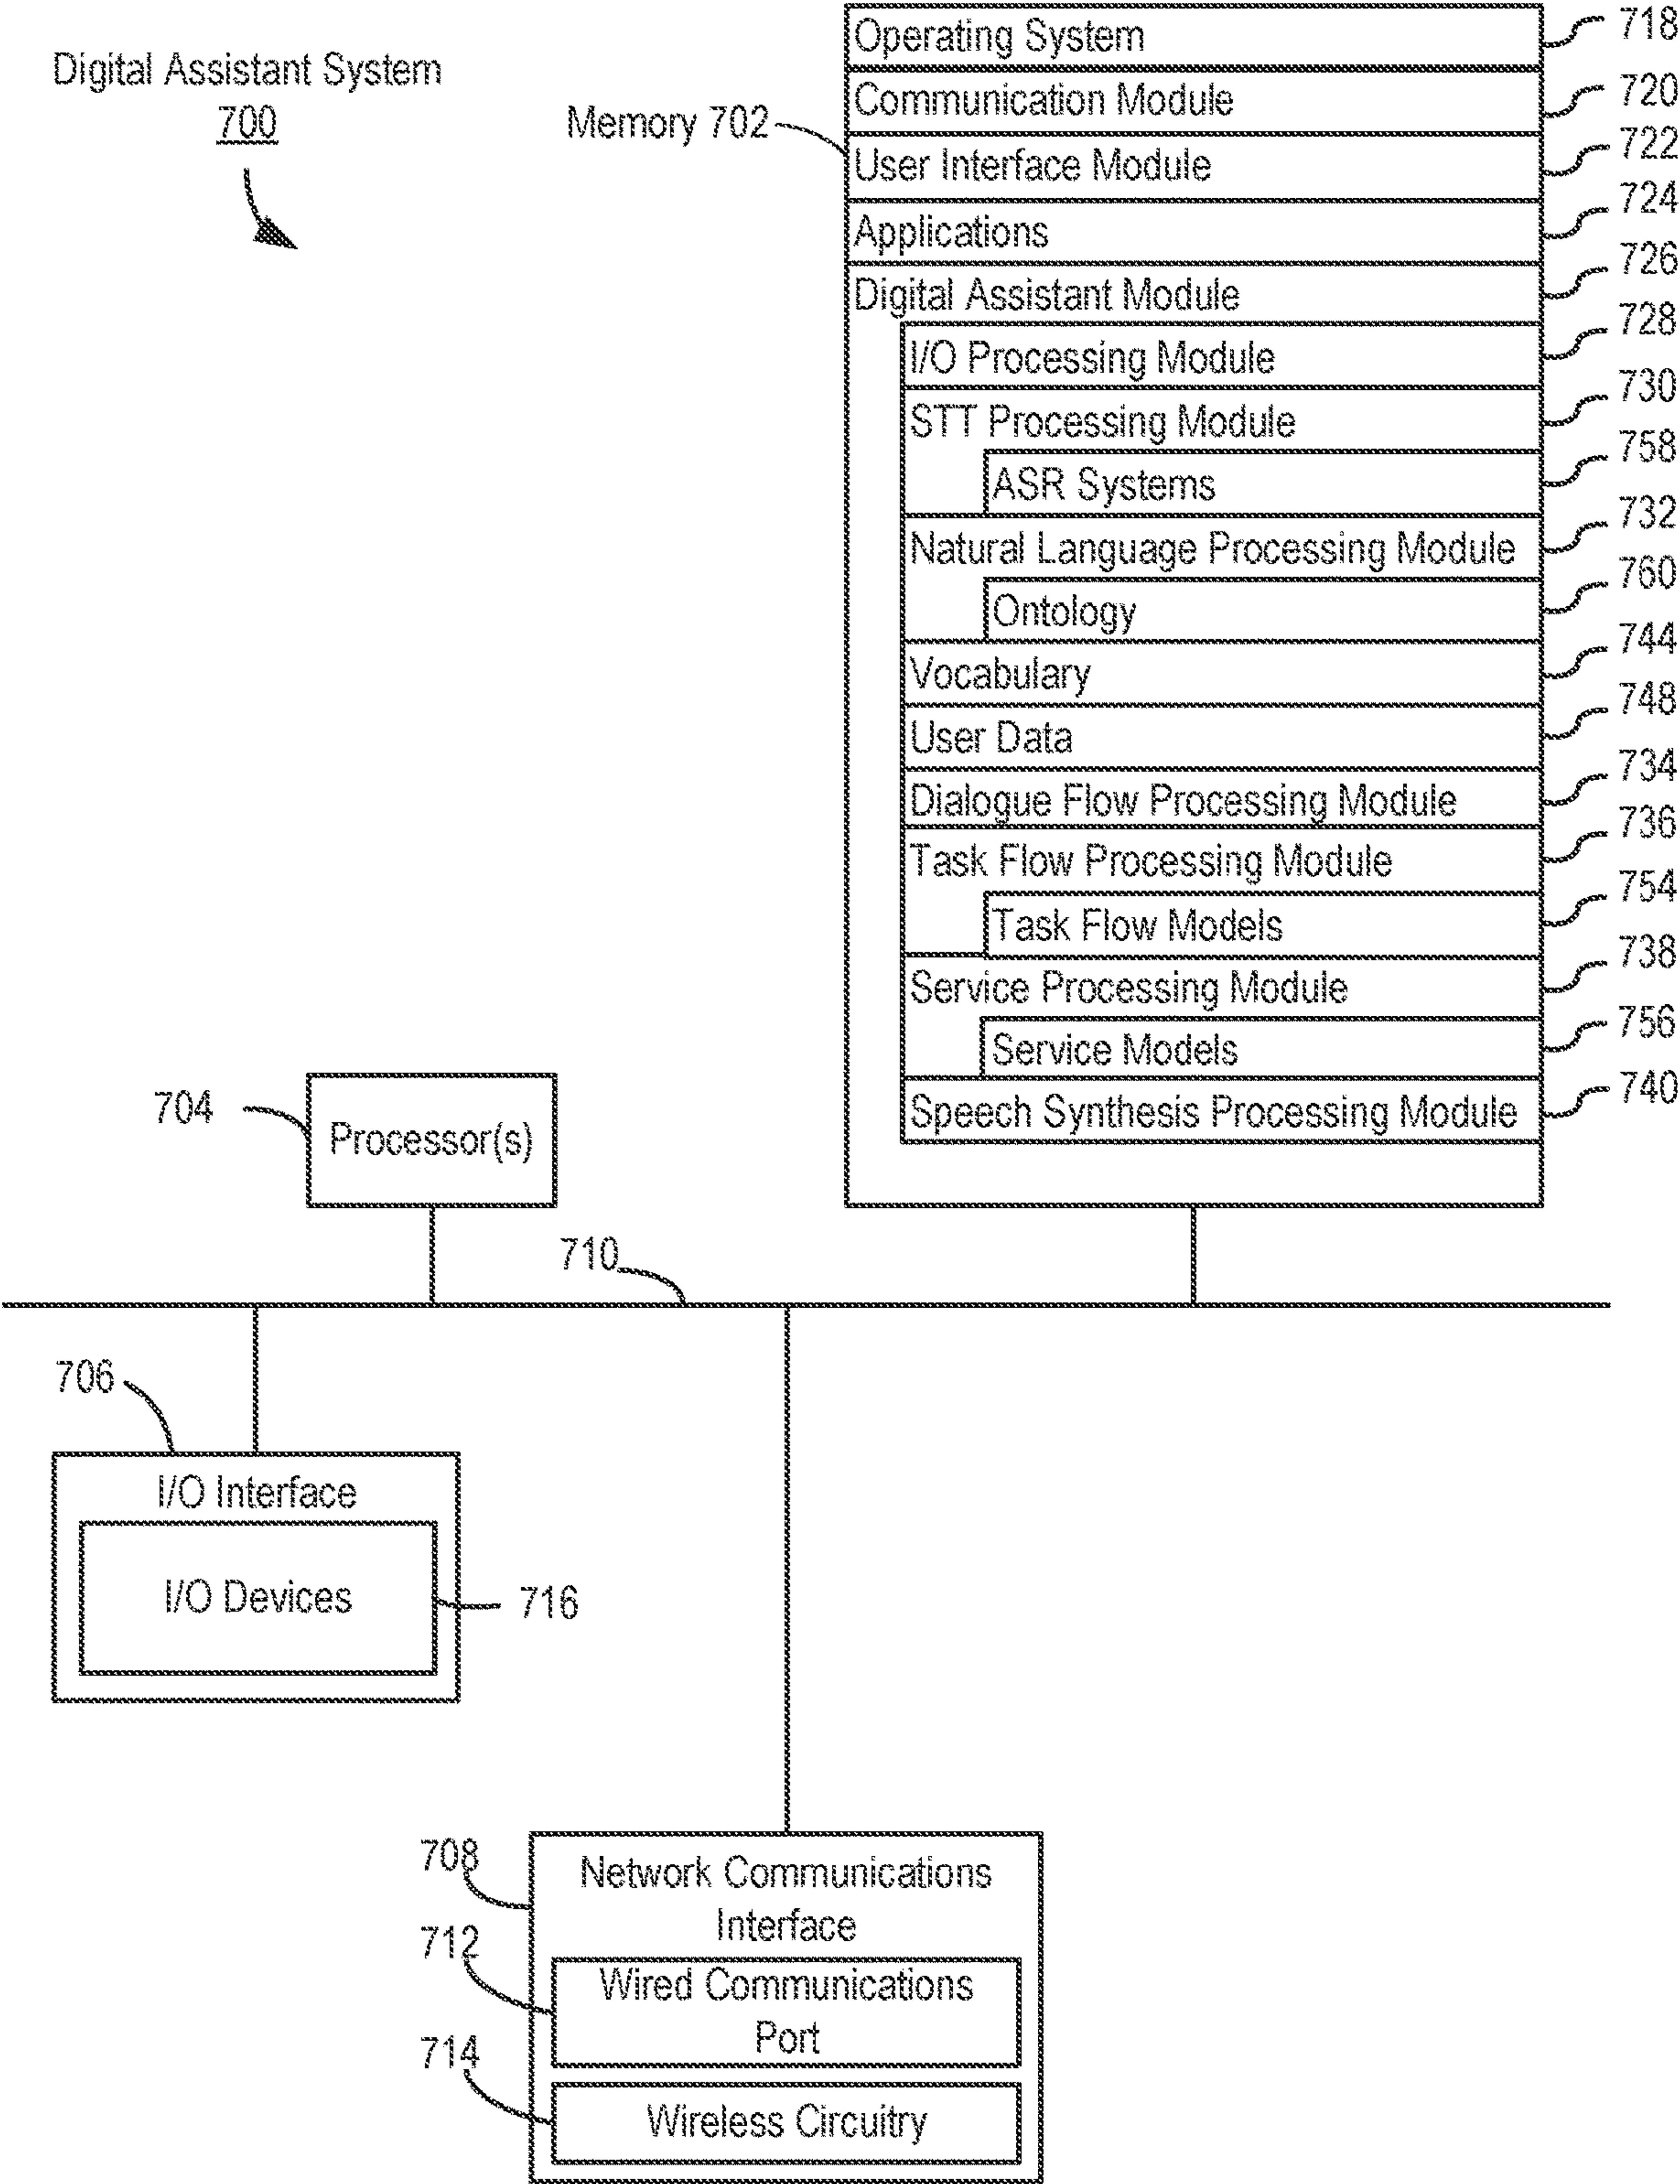 Digital Assistant System
700
Memory 702
Operating System 718
Communication Module 720
User Interface Module 722
Applications 724
Digital Assistant Module 726
I/O Processing Module 728
STT Processing Module 730
ASR Systems 758
Natural Language Processing Module 732
Ontology 760
Vocabulary 744
User Data 748
Dialogue Flow Processing Module 734
Task Flow Processing Module 736
Task Flow Models 754
Service Processing Module 738
Service Models 756
Speech Synthesis Processing Module 740
704
Processor(s)
710
706
I/O Interface
I/O Devices
716
708
Network Communications
Interface
712
Wired Communications
Port
714
Wireless Circuitry